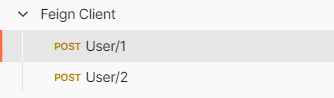 Feign Client
POST User/1
POST User/2